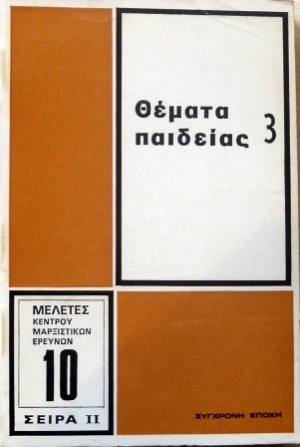 Θέματα
παιδείας 3
ΜΕΛΕΤΕΣ
ΚΕΝΤΡΟΥ
ΜΑΡΞΙΣΤΙΚΩΝ
ΕΡΕΥΝΩΝ
10
ΣΕΙΡΑ ΙΙ
ΣΥΓΧΡΟΝΗ ΕΠΟΧΗ